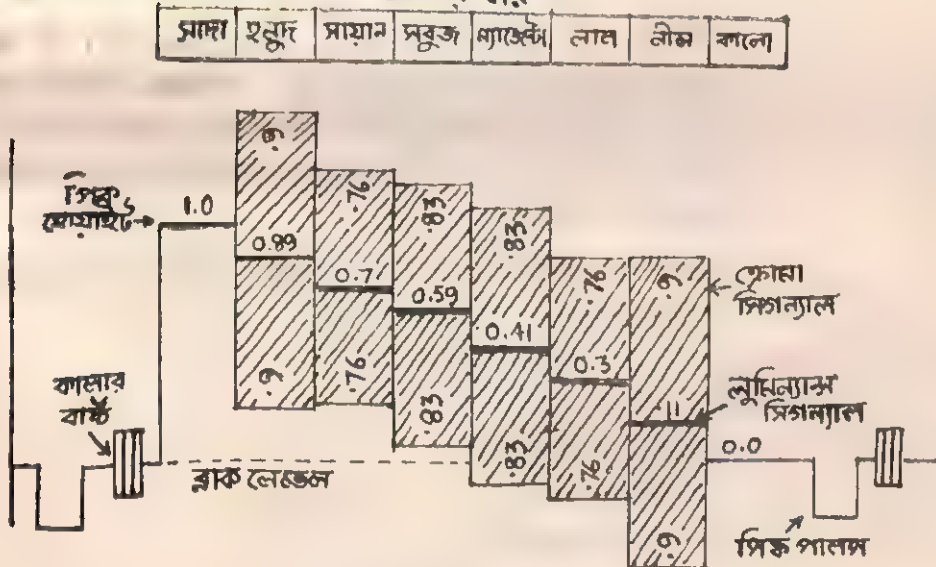 সাদা হলুদ সায়ান সবুজ ম্যাজেন্টা লাল নীল কালো
পিক্
হোয়াইট
1.0
.9
0.89
.9
.76
0.7
.76
.83
0.59
.83
.83
0.41
.83
.76
0.3
.76
.9
.11
.9
ক্রোমা
সিগন্যাল
লুমিন্যান্স
সিগন্যাল
0.0
কালার
বার্স্ট
ব্লাক লেভেল
সিঙ্ক পালস